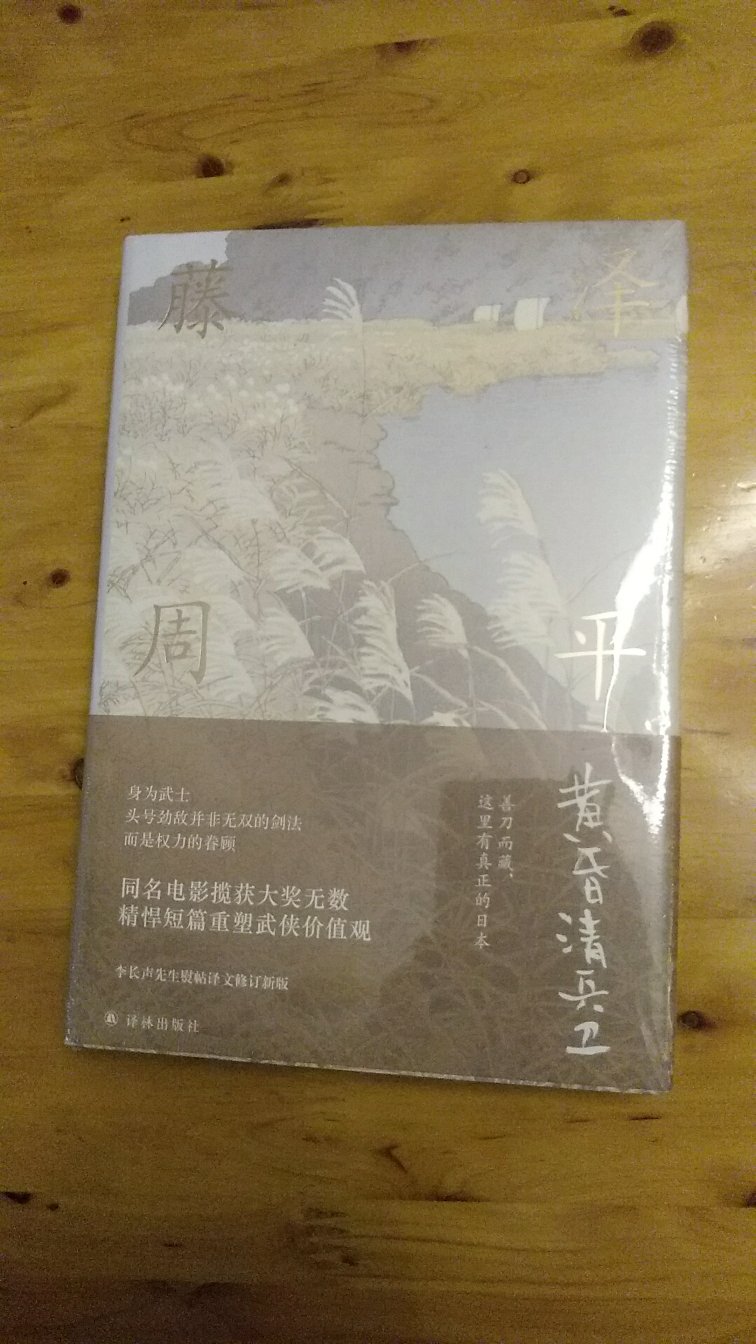 藤泽
周平
黄昏清兵卫
善刀而藏，
这里有真正的日本
身为武士
头号劲敌并非无双的剑法
而是权力的眷顾
同名电影揽获大奖无数
精悍短篇重塑武侠价值观
李长声先生熨帖译文修订新版
译林出版社